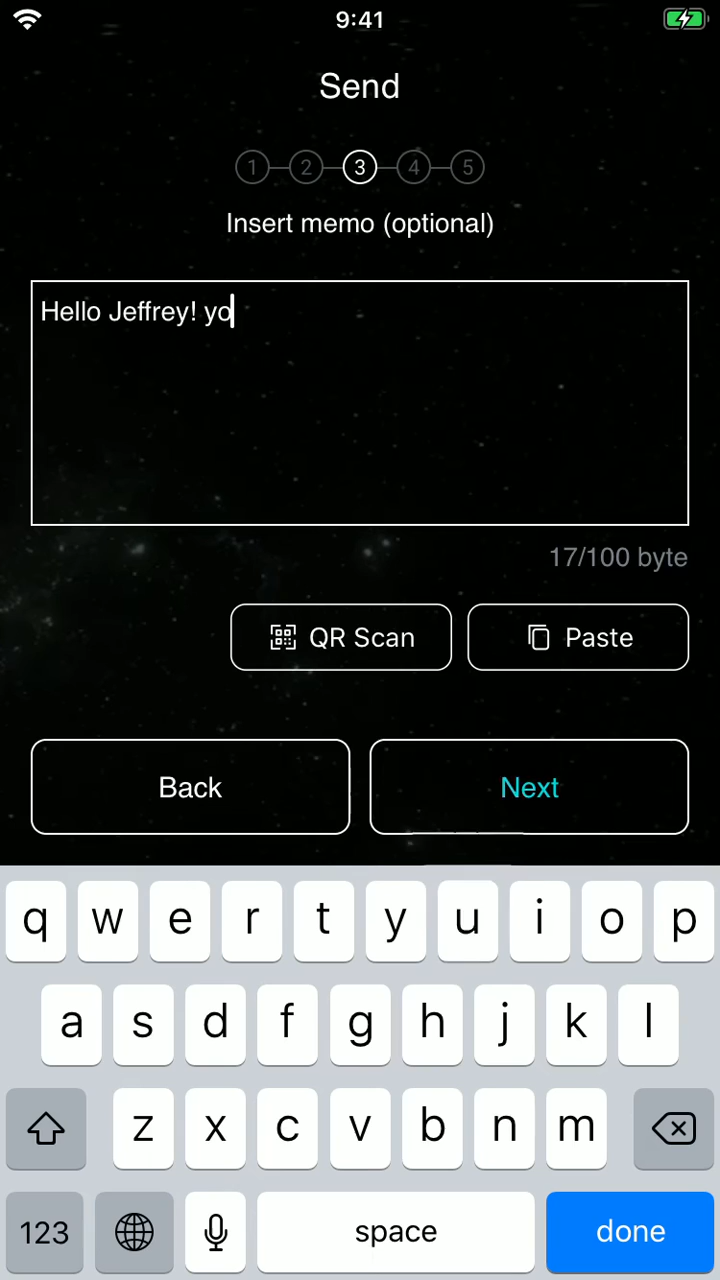 9:41
Send
1 2 3 4 5
Insert memo (optional)
Hello Jeffrey! yo
17/100 byte
QR Scan Paste
Back Next
q w e r t y u i o p
a s d f g h j k l
z x c v b n m
123 space done